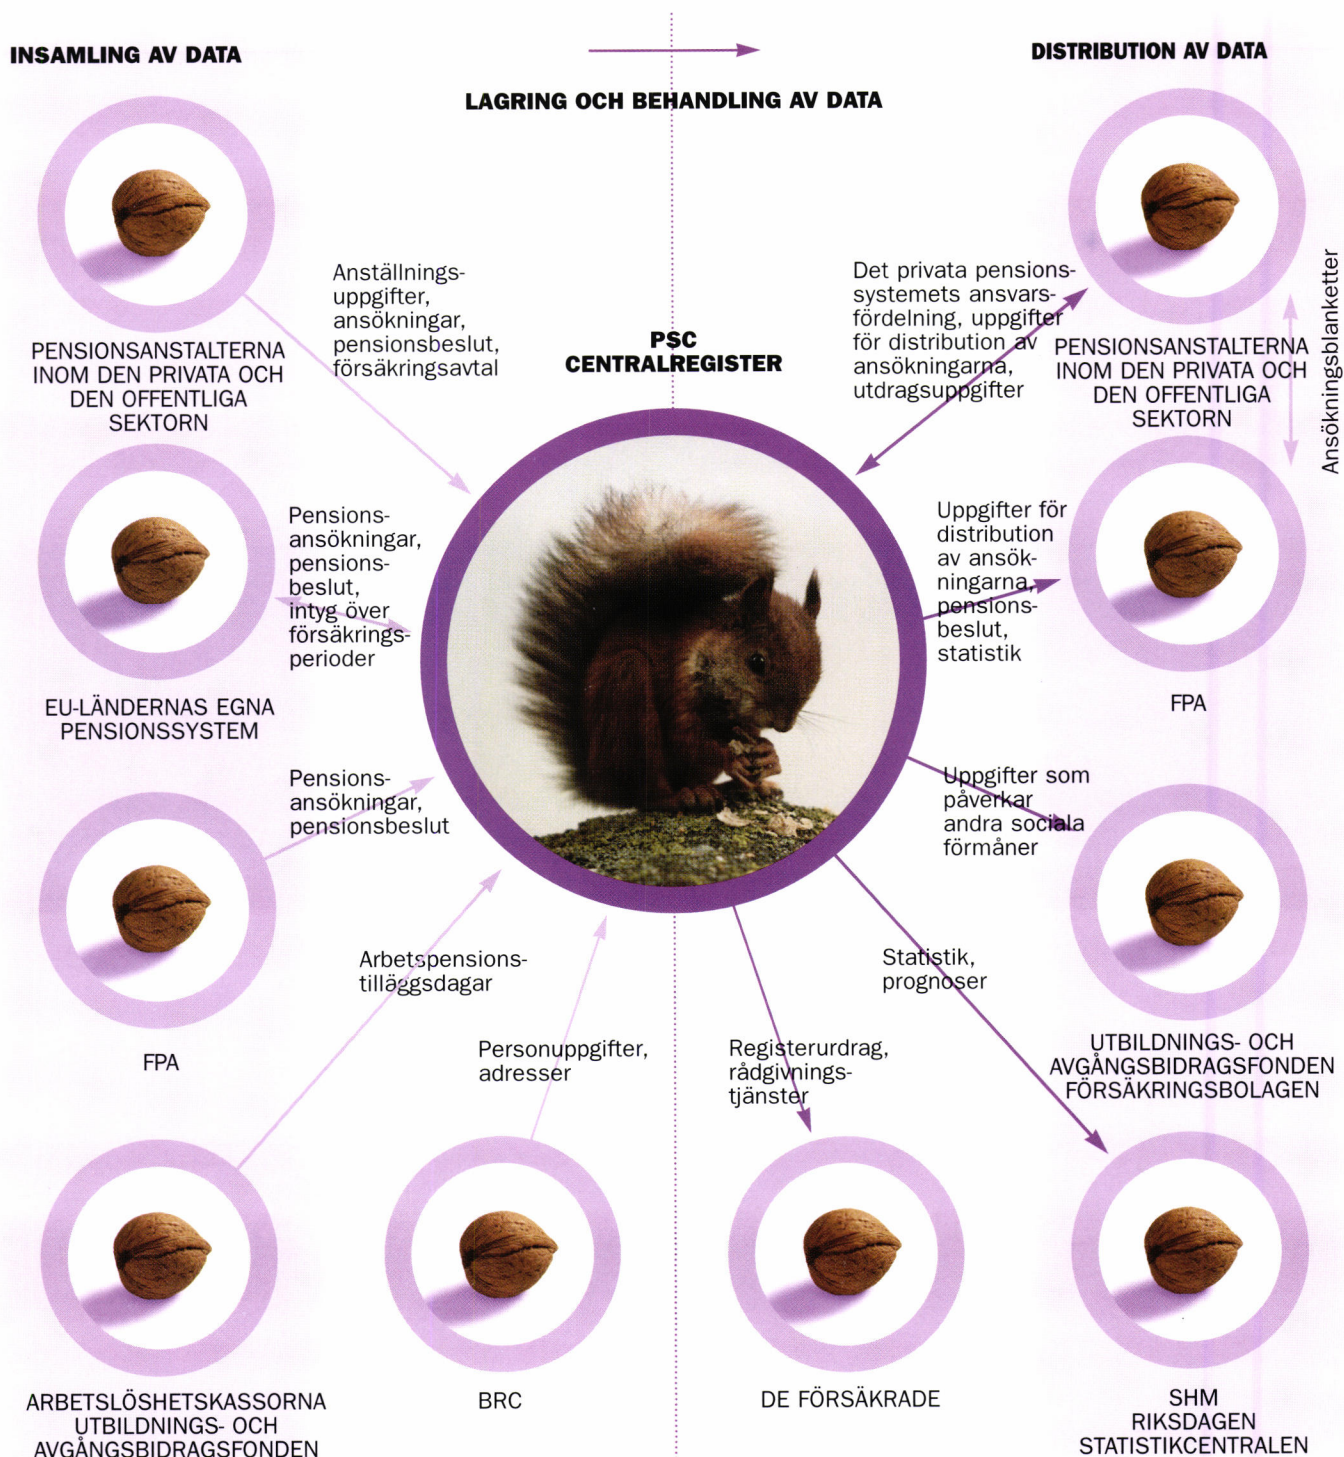 INSAMLING AV DATA
LAGRING OCH BEHANDLING AV DATA
DISTRIBUTION AV DATA
PENSIONSANSTALTERNA
INOM DEN PRIVATA OCH
DEN OFFENTLIGA
SEKTORN
Anställnings-
uppgifter,
ansökningar,
pensionsbeslut,
försäkringsavtal
PSC
CENTRALREGISTER
Det privata pensions-
systemets ansvars-
fördelning, uppgifter
för distribution av
ansökningarna,
utdragsuppgifter
PENSIONSANSTALTERNA
INOM DEN PRIVATA OCH
DEN OFFENTLIGA
SEKTORN
Ansökningsblanketter
EU-LÄNDERNAS EGNA
PENSIONSSYSTEM
Pensions-
ansökningar,
pensions-
beslut,
intyg över
försäkrings-
perioder
Uppgifter för
distribution
av ansök-
ningarna,
pensions-
beslut,
statistik
FPA
Pensions-
ansökningar,
pensionsbeslut
FPA
Uppgifter som
påverkar
andra sociala
förmåner
UTBILDNINGS- OCH
AVGÅNGSBIDRAGSFONDEN
FÖRSÄKRINGSBOLAGEN
Arbetspensions-
tilläggsdagar
Personuppgifter,
adresser
Registerurdrag,
rådgivnings-
tjänster
Statistik,
prognoser
ARBETSLÖSHETSKASSORNA
UTBILDNINGS- OCH
AVGÅNGSBIDRAGSFONDEN
BRC
DE FÖRSÄKRADE
SHM
RIKSDAGEN
STATISTIKCENTRALEN